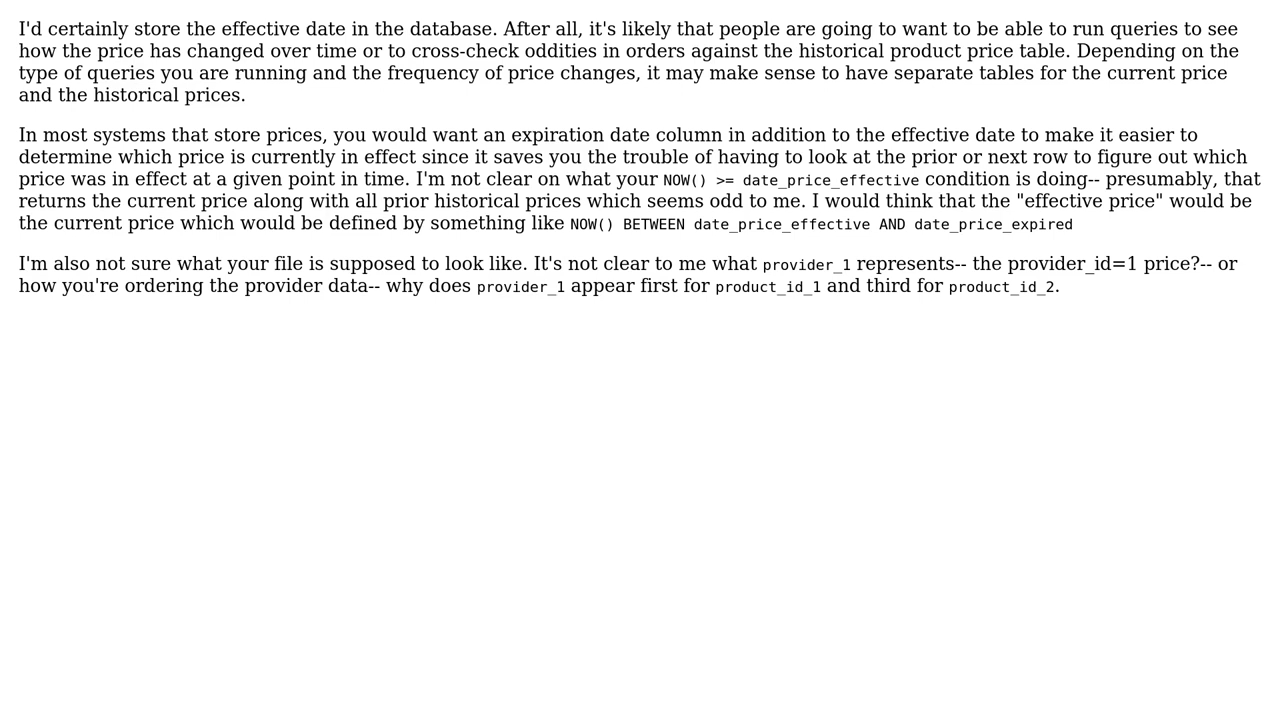 I'd certainly store the effective date in the database. After all, it's likely that people are going to want to be able to run queries to see
how the price has changed over time or to cross-check oddities in orders against the historical product price table. Depending on the
type of queries you are running and the frequency of price changes, it may make sense to have separate tables for the current price
and the historical prices.
In most systems that store prices, you would want an expiration date column in addition to the effective date to make it easier to
determine which price is currently in effect since it saves you the trouble of having to look at the prior or next row to figure out which
price was in effect at a given point in time. I'm not clear on what your NOW() >= date_price_effective condition is doing-- presumably, that
returns the current price along with all prior historical prices which seems odd to me. I would think that the "effective price" would be
the current price which would be defined by something like NOW() BETWEEN date_price_effective AND date_price_expired
I'm also not sure what your file is supposed to look like. It's not clear to me what provider_1 represents-- the provider_id=1 price?-- or
how you're ordering the provider data-- why does provider_1 appear first for product_id_1 and third for product_id_2.